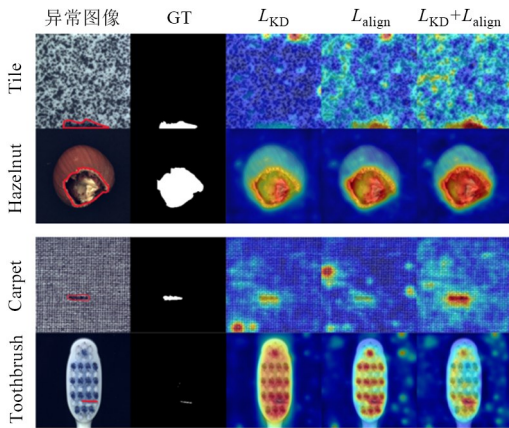 异常图像 GT L_KD L_align L_KD+L_align
Tile
Hazelnut
Carpet
Toothbrush